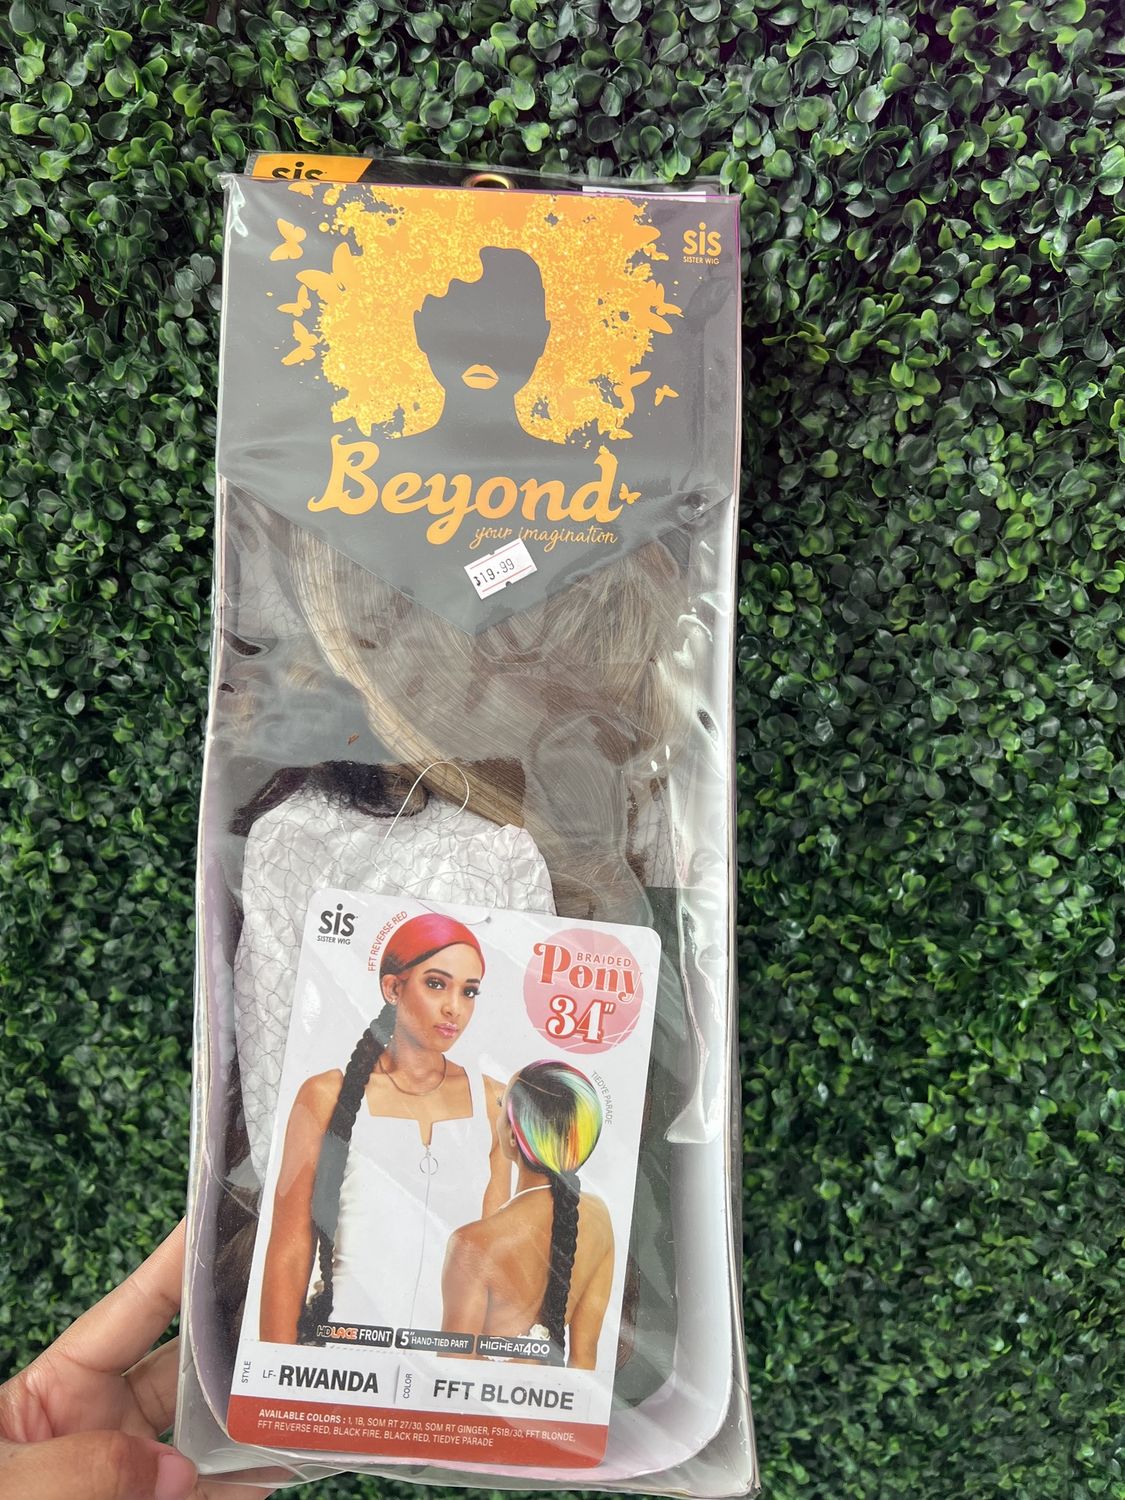 sis
sis
SISTER WIG
Beyond
your imagination
$19.99
sis
SISTER WIG
FFT REVERSE RED
BRAIDED
Pony
34"
TIEDYE PARADE
HD LACE FRONT
5" HAND-TIED PART
HIGHEAT400
STYLE
LF- RWANDA
COLOR
FFT BLONDE
AVAILABLE COLORS : 1, 1B, SOM RT 27/30, SOM RT GINGER, FS1B/30, FFT BLONDE,
FFT REVERSE RED, BLACK FIRE, BLACK RED, TIEDYE PARADE